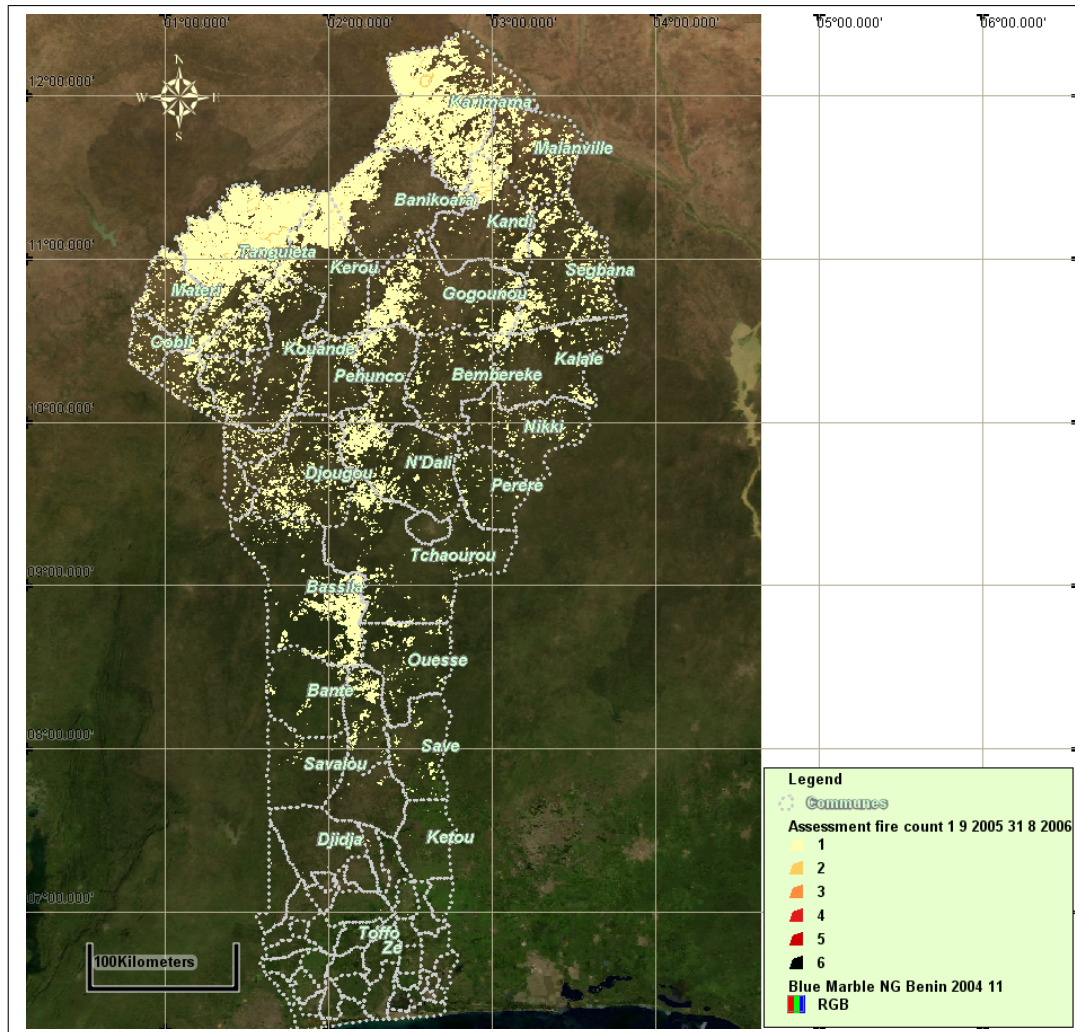 01°00.000' 02°00.000' 03°00.000' 04°00.000' 05°00.000' 06°00.000'
N
W E
S
12°00.000'
Karimama
Malanville
Banikoara
Kandi
11°00.000'
Tanguieta
Kerou
Segbana
Materi
Gogounou
Cobli
Kouande
Pehunco
Bembereke
Kalale
10°00.000'
Nikki
N'Dali
Djougou
Perere
Tchaourou
09°00.000'
Bassila
Ouesse
Bante
08°00.000'
Save
Savalou
Djidja
Ketou
07°00.000'
Toffo
Ze
100Kilometers
Legend
Communes
Assessment fire count 1 9 2005 31 8 2006
1
2
3
4
5
6
Blue Marble NG Benin 2004 11
RGB